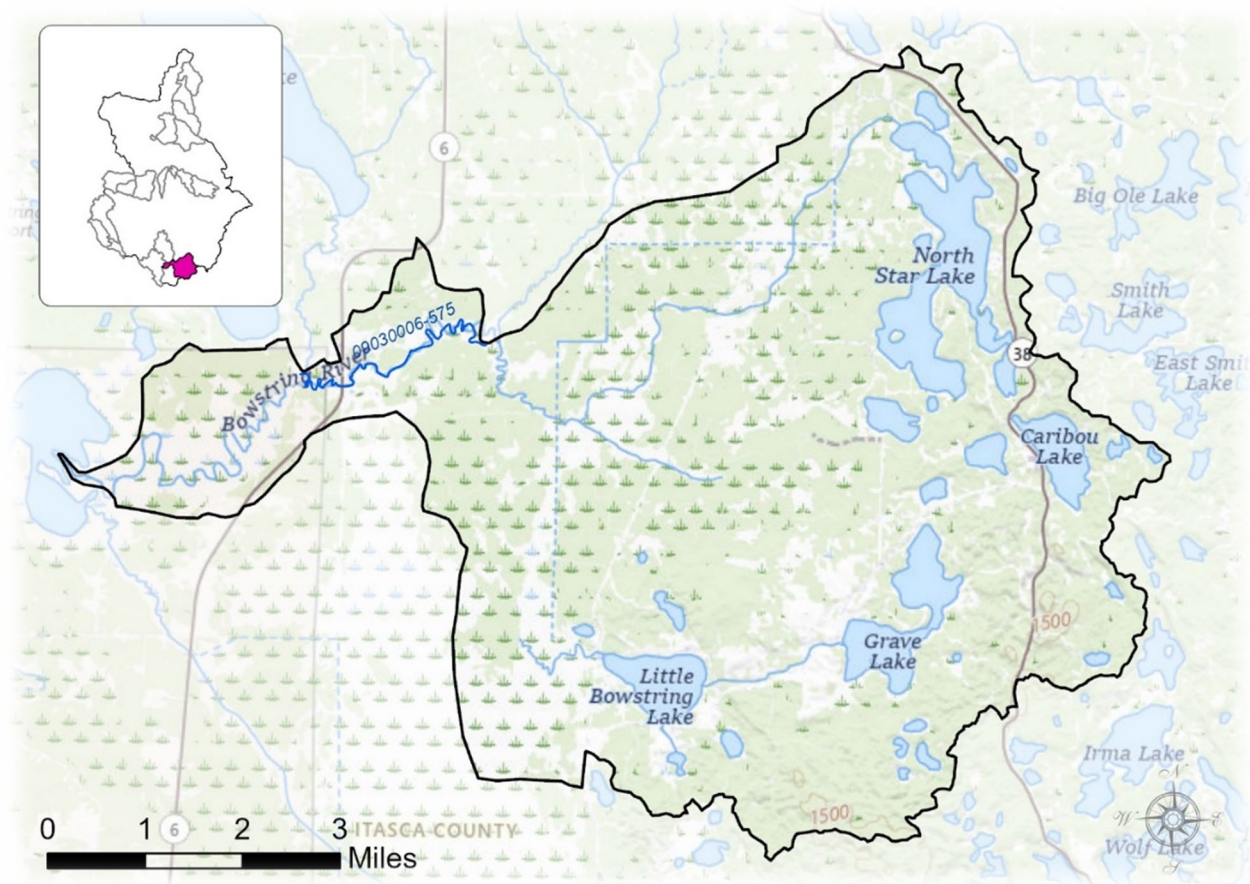 6
Big Ole Lake
North
Star Lake
Smith
Lake
09030006-575
Bowstring River
38
East Smi
Lake
Caribou
Lake
1500
Grave
Lake
Little
Bowstring
Lake
Irma Lake
N
1500
W E
S
Wolf Lake
0 1 2 3
Miles
6
ITASCA COUNTY